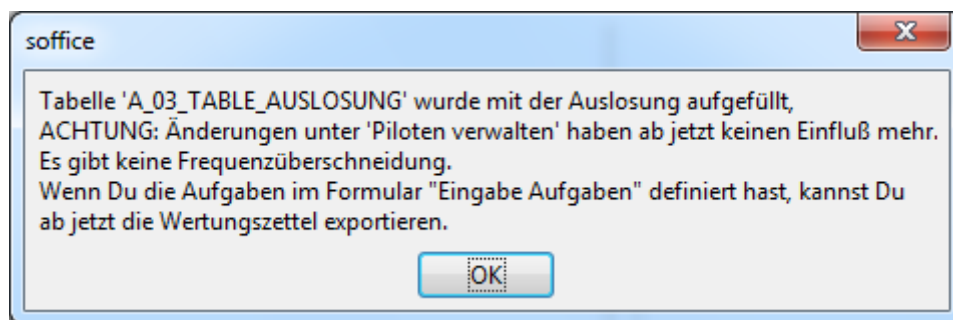 soffice
Tabelle 'A_03_TABLE_AUSLOSUNG' wurde mit der Auslosung aufgefüllt,
ACHTUNG: Änderungen unter 'Piloten verwalten' haben ab jetzt keinen Einfluß mehr.
Es gibt keine Frequenzüberschneidung.
Wenn Du die Aufgaben im Formular "Eingabe Aufgaben" definiert hast, kannst Du
ab jetzt die Wertungszettel exportieren.
OK